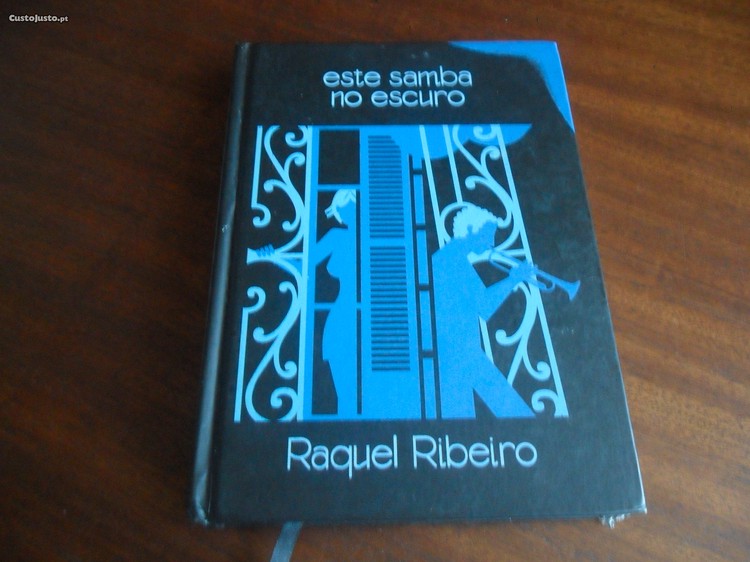 CustoJusto.pt
este samba
no escuro
Raquel Ribeiro